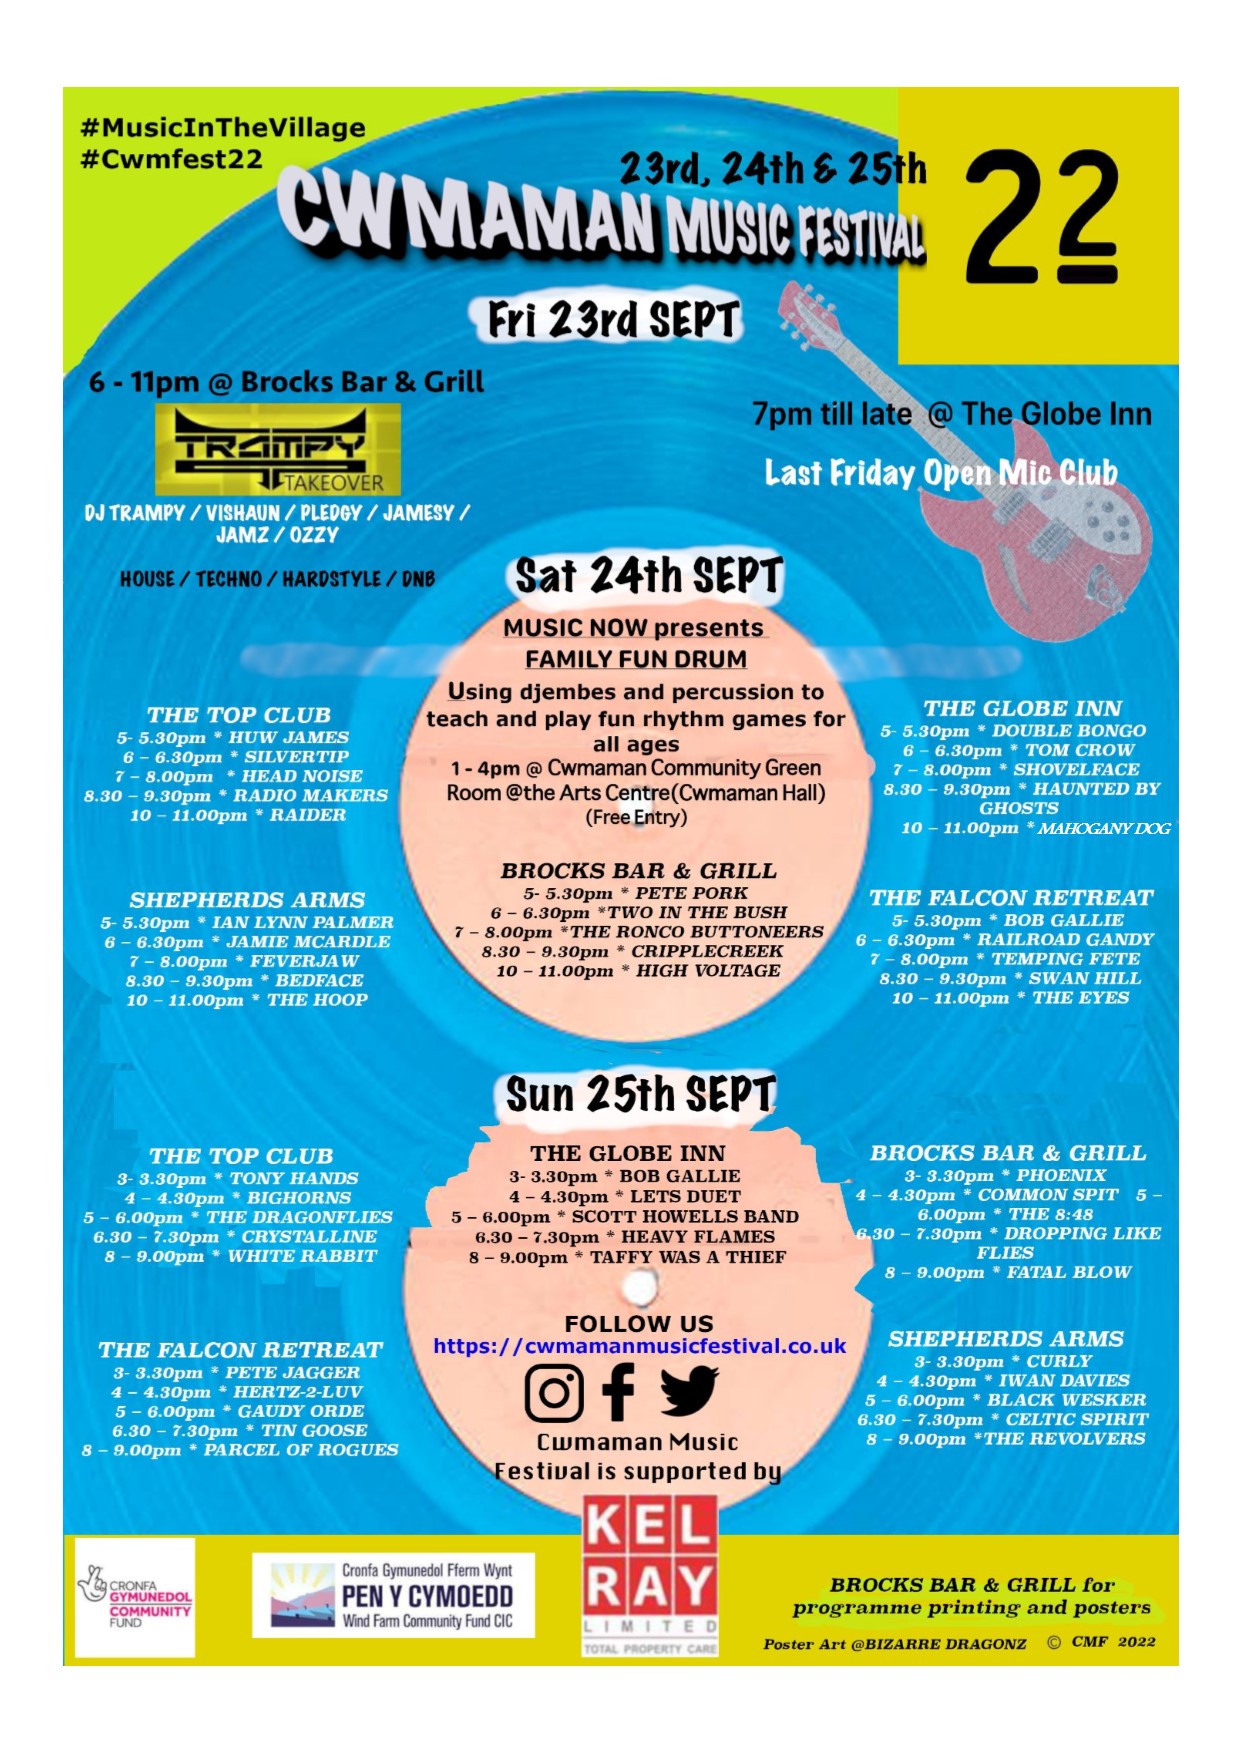 #MusicInTheVillage
#Cwmfest22
23rd, 24th & 25th
CWMAMAN MUSIC FESTIVAL
22
Fri 23rd SEPT
6 - 11pm @ Brocks Bar & Grill
TRAMPY
TAKEOVER
DJ TRAMPY / VISHAUN / PLEDGY / JAMESY /
JAMZ / OZZY
HOUSE / TECHNO / HARDSTYLE / DNB
7pm till late @ The Globe Inn
Last Friday Open Mic Club
Sat 24th SEPT
MUSIC NOW presents
FAMILY FUN DRUM
Using djembes and percussion to
teach and play fun rhythm games for
all ages
1 - 4pm @ Cwmaman Community Green
Room @the Arts Centre(Cwmaman Hall)
(Free Entry)
THE TOP CLUB
5- 5.30pm * HUW JAMES
6 – 6.30pm * SILVERTIP
7 – 8.00pm * HEAD NOISE
8.30 – 9.30pm * RADIO MAKERS
10 – 11.00pm * RAIDER
THE GLOBE INN
5- 5.30pm * DOUBLE BONGO
6 – 6.30pm * TOM CROW
7 – 8.00pm * SHOVELFACE
8.30 – 9.30pm * HAUNTED BY
GHOSTS
10 – 11.00pm * MAHOGANY DOG
SHEPHERDS ARMS
5- 5.30pm * IAN LYNN PALMER
6 – 6.30pm * JAMIE MCARDLE
7 – 8.00pm * FEVERJAW
8.30 – 9.30pm * BEDFACE
10 – 11.00pm * THE HOOP
BROCKS BAR & GRILL
5- 5.30pm * PETE PORK
6 – 6.30pm *TWO IN THE BUSH
7 – 8.00pm *THE RONCO BUTTONEERS
8.30 – 9.30pm * CRIPPLECREEK
10 – 11.00pm * HIGH VOLTAGE
THE FALCON RETREAT
5- 5.30pm * BOB GALLIE
6 – 6.30pm * RAILROAD GANDY
7 – 8.00pm * TEMPING FETE
8.30 – 9.30pm * SWAN HILL
10 – 11.00pm * THE EYES
Sun 25th SEPT
THE TOP CLUB
3- 3.30pm * TONY HANDS
4 – 4.30pm * BIGHORNS
5 – 6.00pm * THE DRAGONFLIES
6.30 – 7.30pm * CRYSTALLINE
8 – 9.00pm * WHITE RABBIT
THE GLOBE INN
3- 3.30pm * BOB GALLIE
4 – 4.30pm * LETS DUET
5 – 6.00pm * SCOTT HOWELLS BAND
6.30 – 7.30pm * HEAVY FLAMES
8 – 9.00pm * TAFFY WAS A THIEF
BROCKS BAR & GRILL
3- 3.30pm * PHOENIX
4 – 4.30pm * COMMON SPIT 5 –
6.00pm * THE 8:48
6.30 – 7.30pm * DROPPING LIKE
FLIES
8 – 9.00pm * FATAL BLOW
THE FALCON RETREAT
3- 3.30pm * PETE JAGGER
4 – 4.30pm * HERTZ-2-LUV
5 – 6.00pm * GAUDY ORDE
6.30 – 7.30pm * TIN GOOSE
8 – 9.00pm * PARCEL OF ROGUES
SHEPHERDS ARMS
3- 3.30pm * CURLY
4 – 4.30pm * IWAN DAVIES
5 – 6.00pm * BLACK WESKER
6.30 – 7.30pm * CELTIC SPIRIT
8 – 9.00pm *THE REVOLVERS
FOLLOW US
https://cwmamanmusicfestival.co.uk
Cwmaman Music
Festival is supported by
KEL
RAY
LIMITED
TOTAL PROPERTY CARE
CRONFA
GYMUNEDOL
COMMUNITY
FUND
Cronfa Gymunedol Fferm Wynt
PEN Y CYMOEDD
Wind Farm Community Fund CIC
BROCKS BAR & GRILL for
programme printing and posters
Poster Art @BIZARRE DRAGONZ © CMF 2022